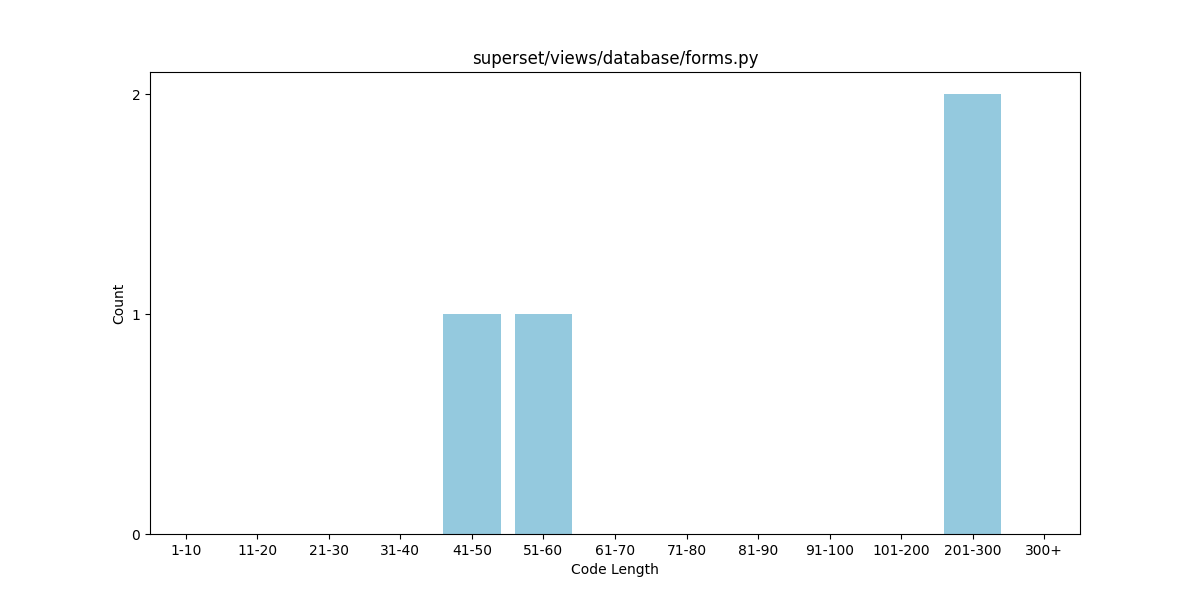 superset/views/database/forms.py
2
1
0
Count
1-10 11-20 21-30 31-40 41-50 51-60 61-70 71-80 81-90 91-100 101-200 201-300 300+
Code Length